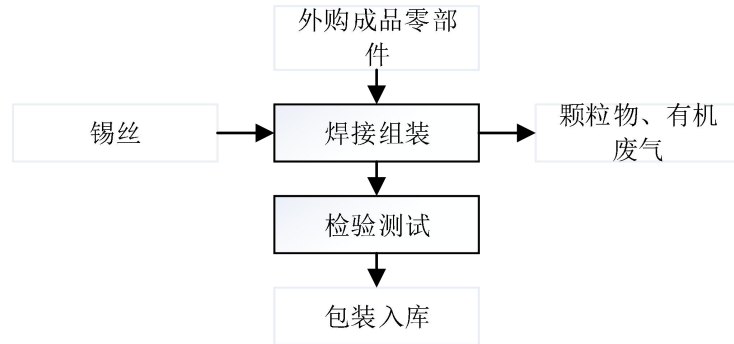 外购成品零部
件
锡丝
焊接组装
颗粒物、有机
废气
检验测试
包装入库